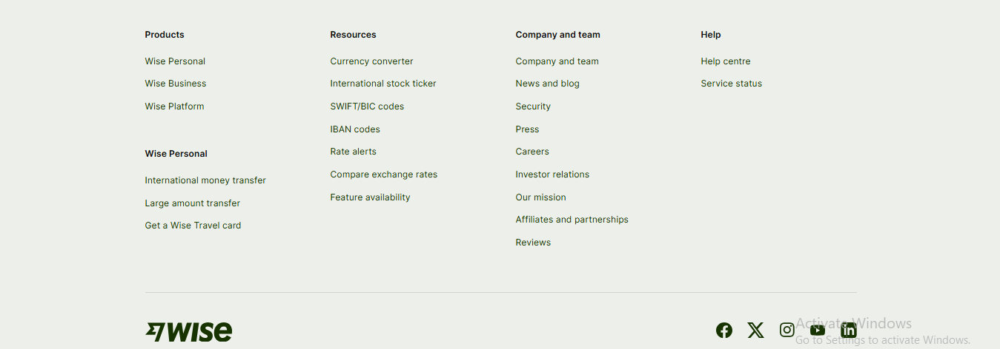 Products
Wise Personal
Wise Business
Wise Platform
Wise Personal
International money transfer
Large amount transfer
Get a Wise Travel card
Resources
Currency converter
International stock ticker
SWIFT/BIC codes
IBAN codes
Rate alerts
Compare exchange rates
Feature availability
Company and team
Company and team
News and blog
Security
Press
Careers
Investor relations
Our mission
Affiliates and partnerships
Reviews
Help
Help centre
Service status
WISe
Activate Windows
Go to Settings to activate Windows.